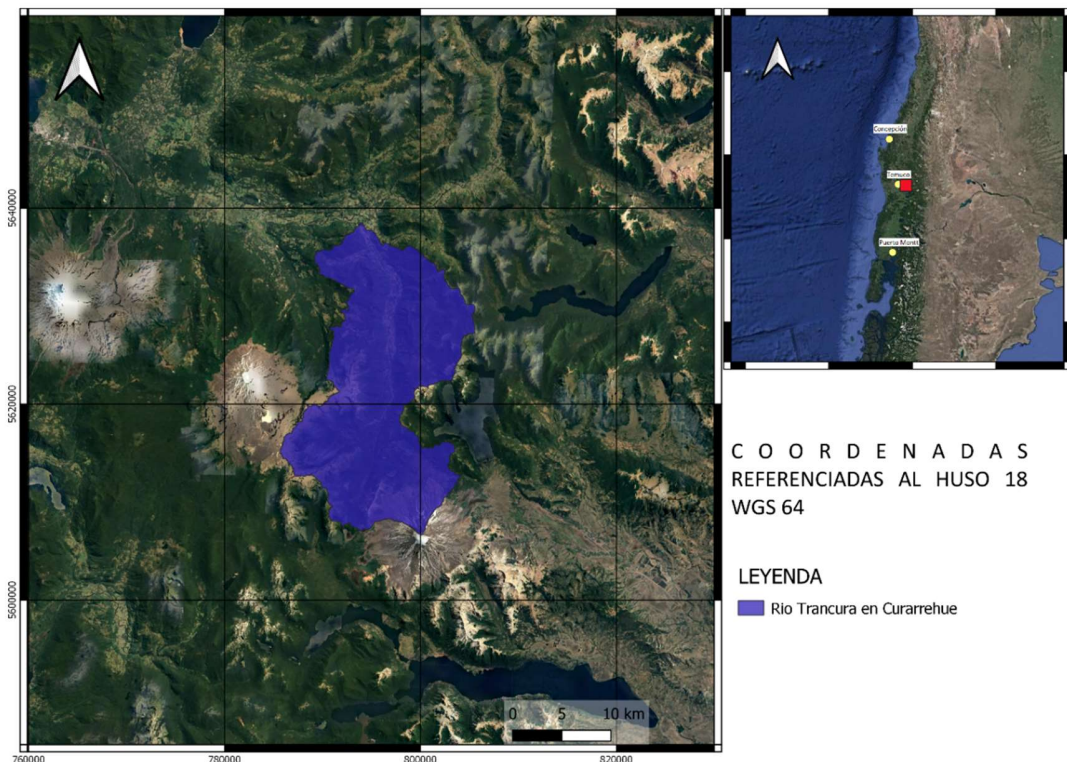 Concepción
Temuco
Puerto Montt
5640000
5620000
5600000
0 5 10 km
760000 780000 800000 820000
C O O R D E N A D A S
REFERENCIADAS AL HUSO 18
WGS 64
LEYENDA
Rio Trancura en Curarrehue